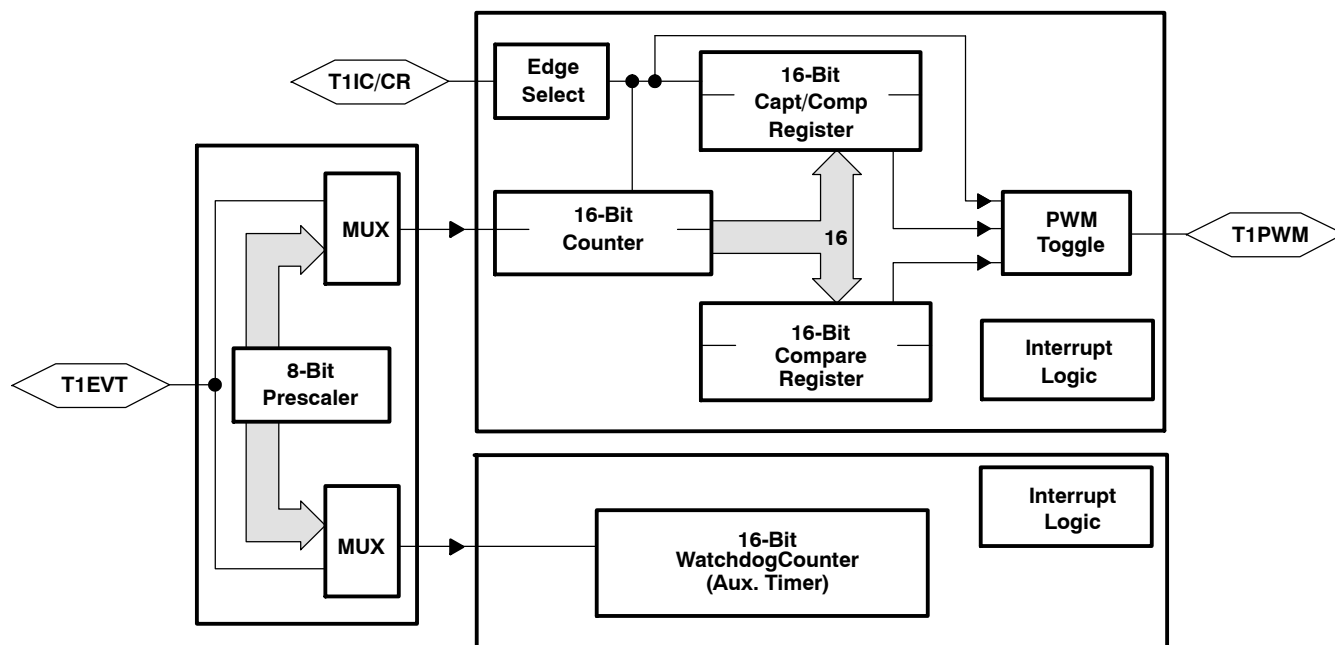 T1IC/CR
Edge
Select
16-Bit
Capt/Comp
Register
MUX
16-Bit
Counter
16
PWM
Toggle
T1PWM
T1EVT
8-Bit
Prescaler
16-Bit
Compare
Register
Interrupt
Logic
MUX
16-Bit
WatchdogCounter
(Aux. Timer)
Interrupt
Logic